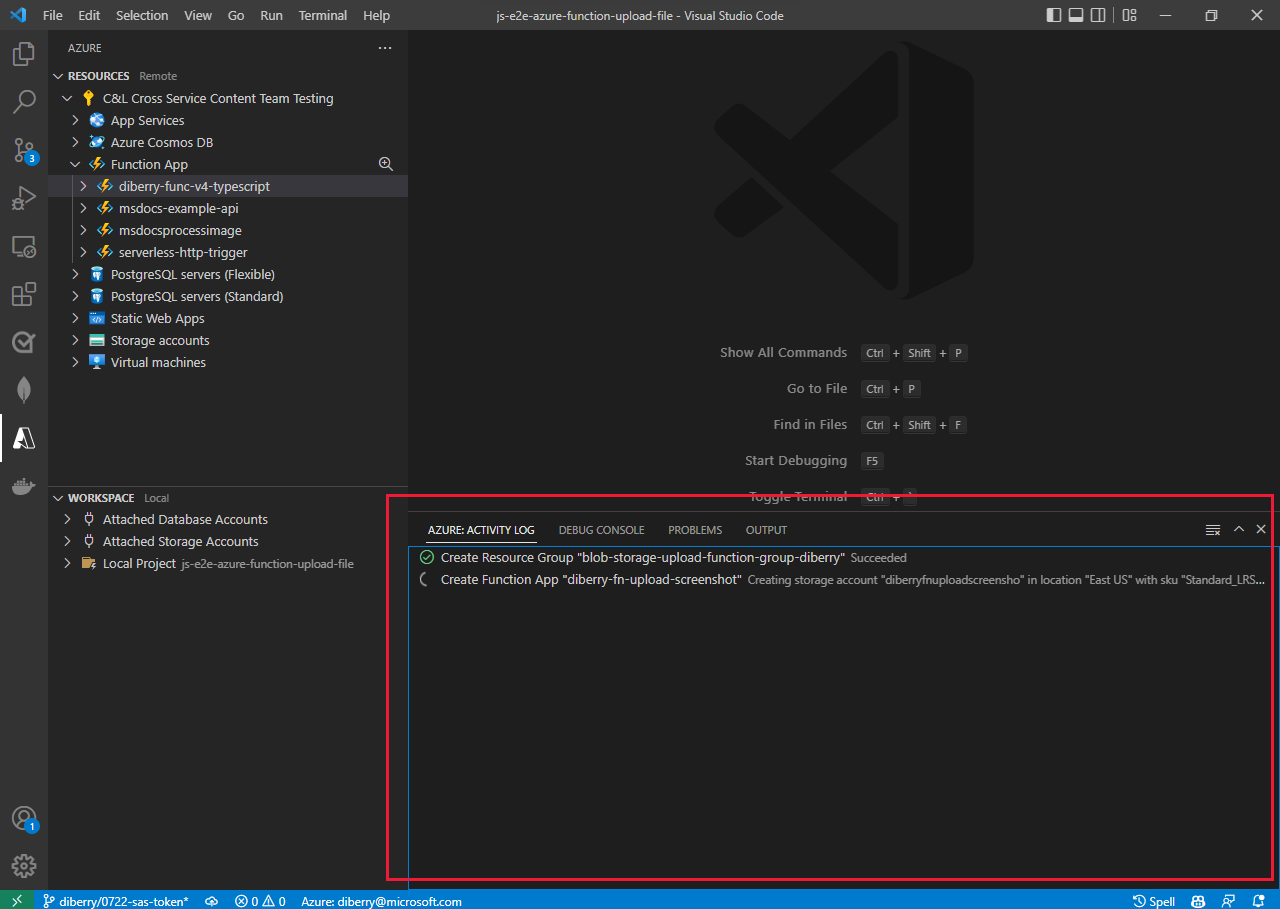 File Edit Selection View Go Run Terminal Help js-e2e-azure-function-upload-file - Visual Studio Code
AZURE
RESOURCES Remote
C&L Cross Service Content Team Testing
App Services
Azure Cosmos DB
Function App
diberry-func-v4-typescript
msdocs-example-api
msdocsprocessimage
serverless-http-trigger
PostgreSQL servers (Flexible)
PostgreSQL servers (Standard)
Static Web Apps
Storage accounts
Virtual machines
3
1
WORKSPACE Local
Attached Database Accounts
Attached Storage Accounts
Local Project js-e2e-azure-function-upload-file
Show All Commands Ctrl + Shift + P
Go to File Ctrl + P
Find in Files Ctrl + Shift + F
Start Debugging F5
Toggle Terminal Ctrl + `
AZURE: ACTIVITY LOG DEBUG CONSOLE PROBLEMS OUTPUT
Create Resource Group "blob-storage-upload-function-group-diberry" Succeeded
Create Function App "diberry-fn-upload-screenshot" Creating storage account "diberryfnuploadscreensho" in location "East US" with sku "Standard_LRS...
diberry/0722-sas-token* 0 0 Azure: diberry@microsoft.com Spell